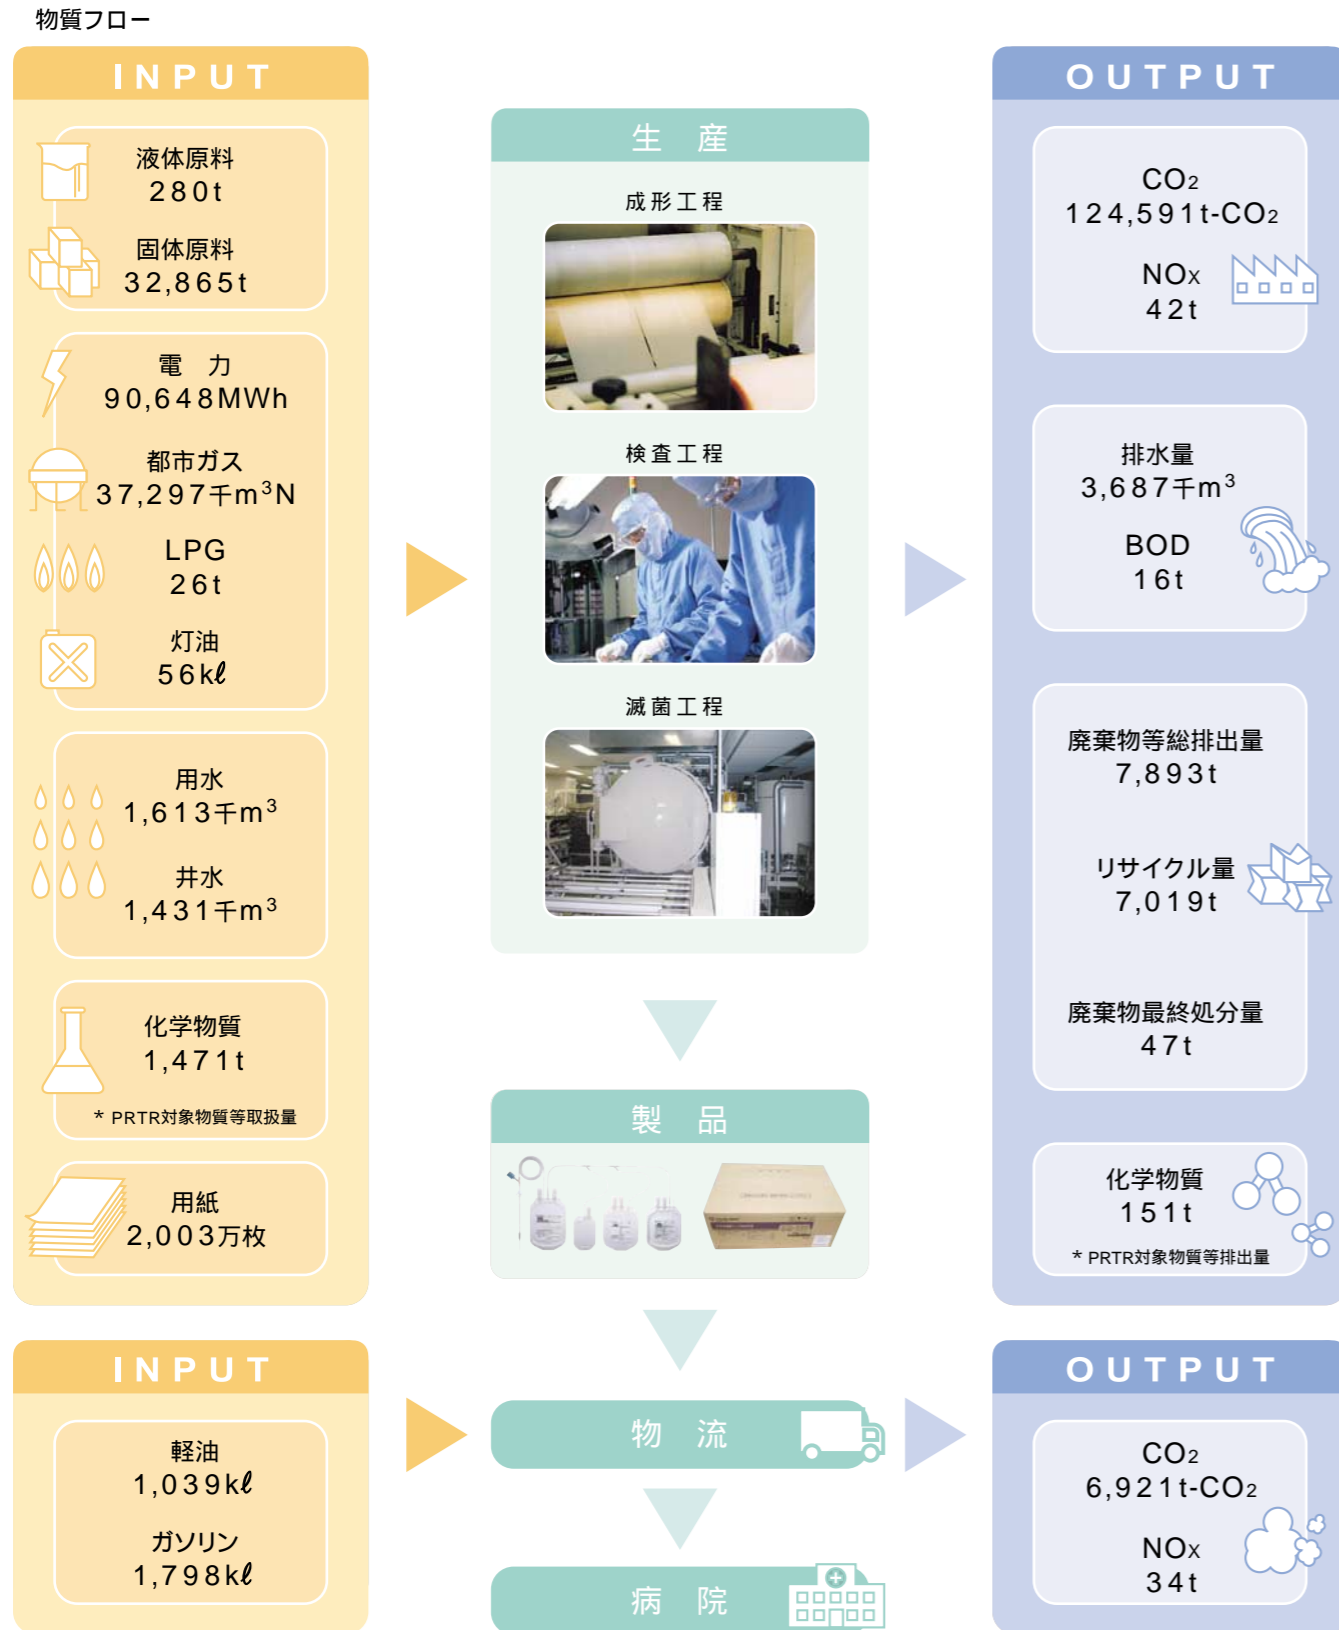 物質フロー
INPUT
液体原料
280t
固体原料
32,865t
電 力
90,648MWh
都市ガス
37,297千m³N
LPG
26t
灯油
56kℓ
用水
1,613千m³
井水
1,431千m³
化学物質
1,471t
* PRTR対象物質等取扱量
用紙
2,003万枚
生 産
成形工程
検査工程
滅菌工程
製 品
OUTPUT
CO₂
124,591t-CO₂
NOx
42t
排水量
3,687千m³
BOD
16t
廃棄物等総排出量
7,893t
リサイクル量
7,019t
廃棄物最終処分量
47t
化学物質
151t
* PRTR対象物質等排出量
INPUT
軽油
1,039kℓ
ガソリン
1,798kℓ
物 流
病 院
OUTPUT
CO₂
6,921t-CO₂
NOx
34t